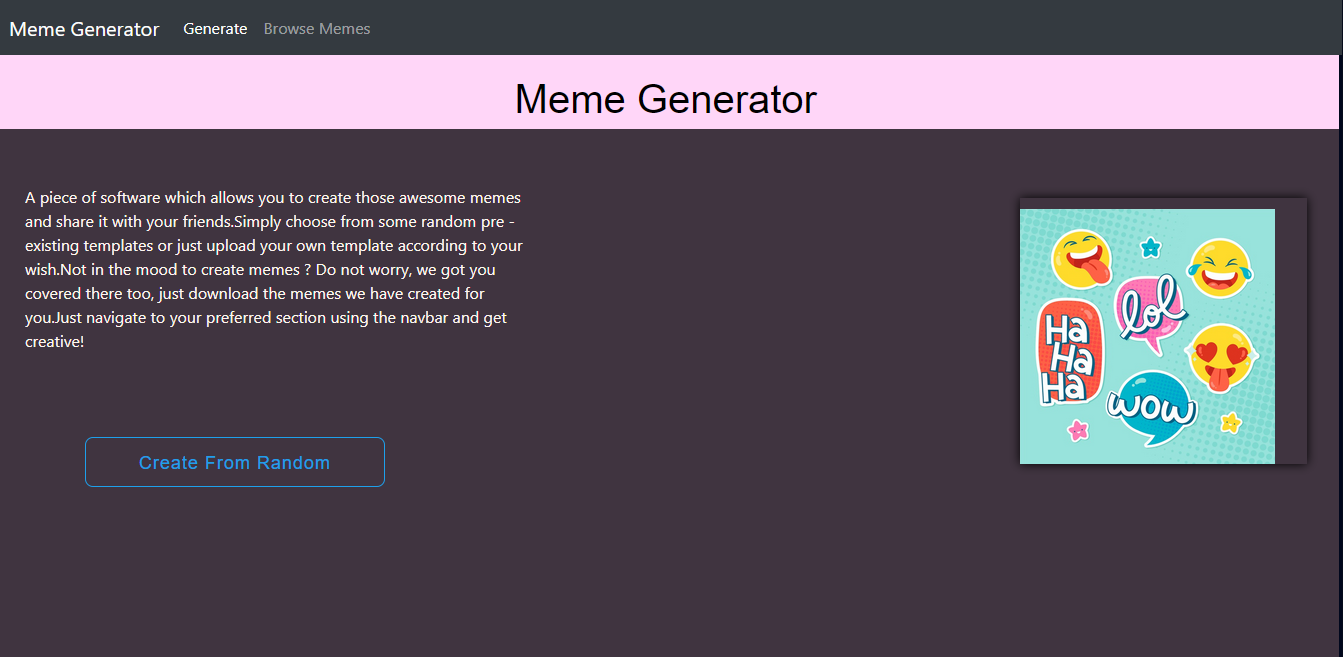 Meme Generator Generate Browse Memes
Meme Generator
A piece of software which allows you to create those awesome memes
and share it with your friends.Simply choose from some random pre -
existing templates or just upload your own template according to your
wish.Not in the mood to create memes ? Do not worry, we got you
covered there too, just download the memes we have created for
you.Just navigate to your preferred section using the navbar and get
creative!
Create From Random
lol
Ha
Ha
Ha
wow